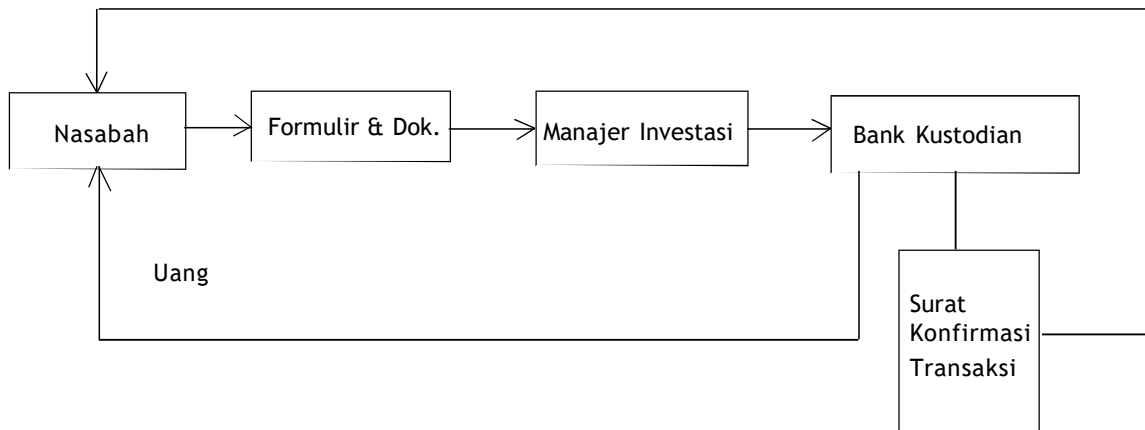 Nasabah
Formulir & Dok.
Manajer Investasi
Bank Kustodian
Uang
Surat
Konfirmasi
Transaksi